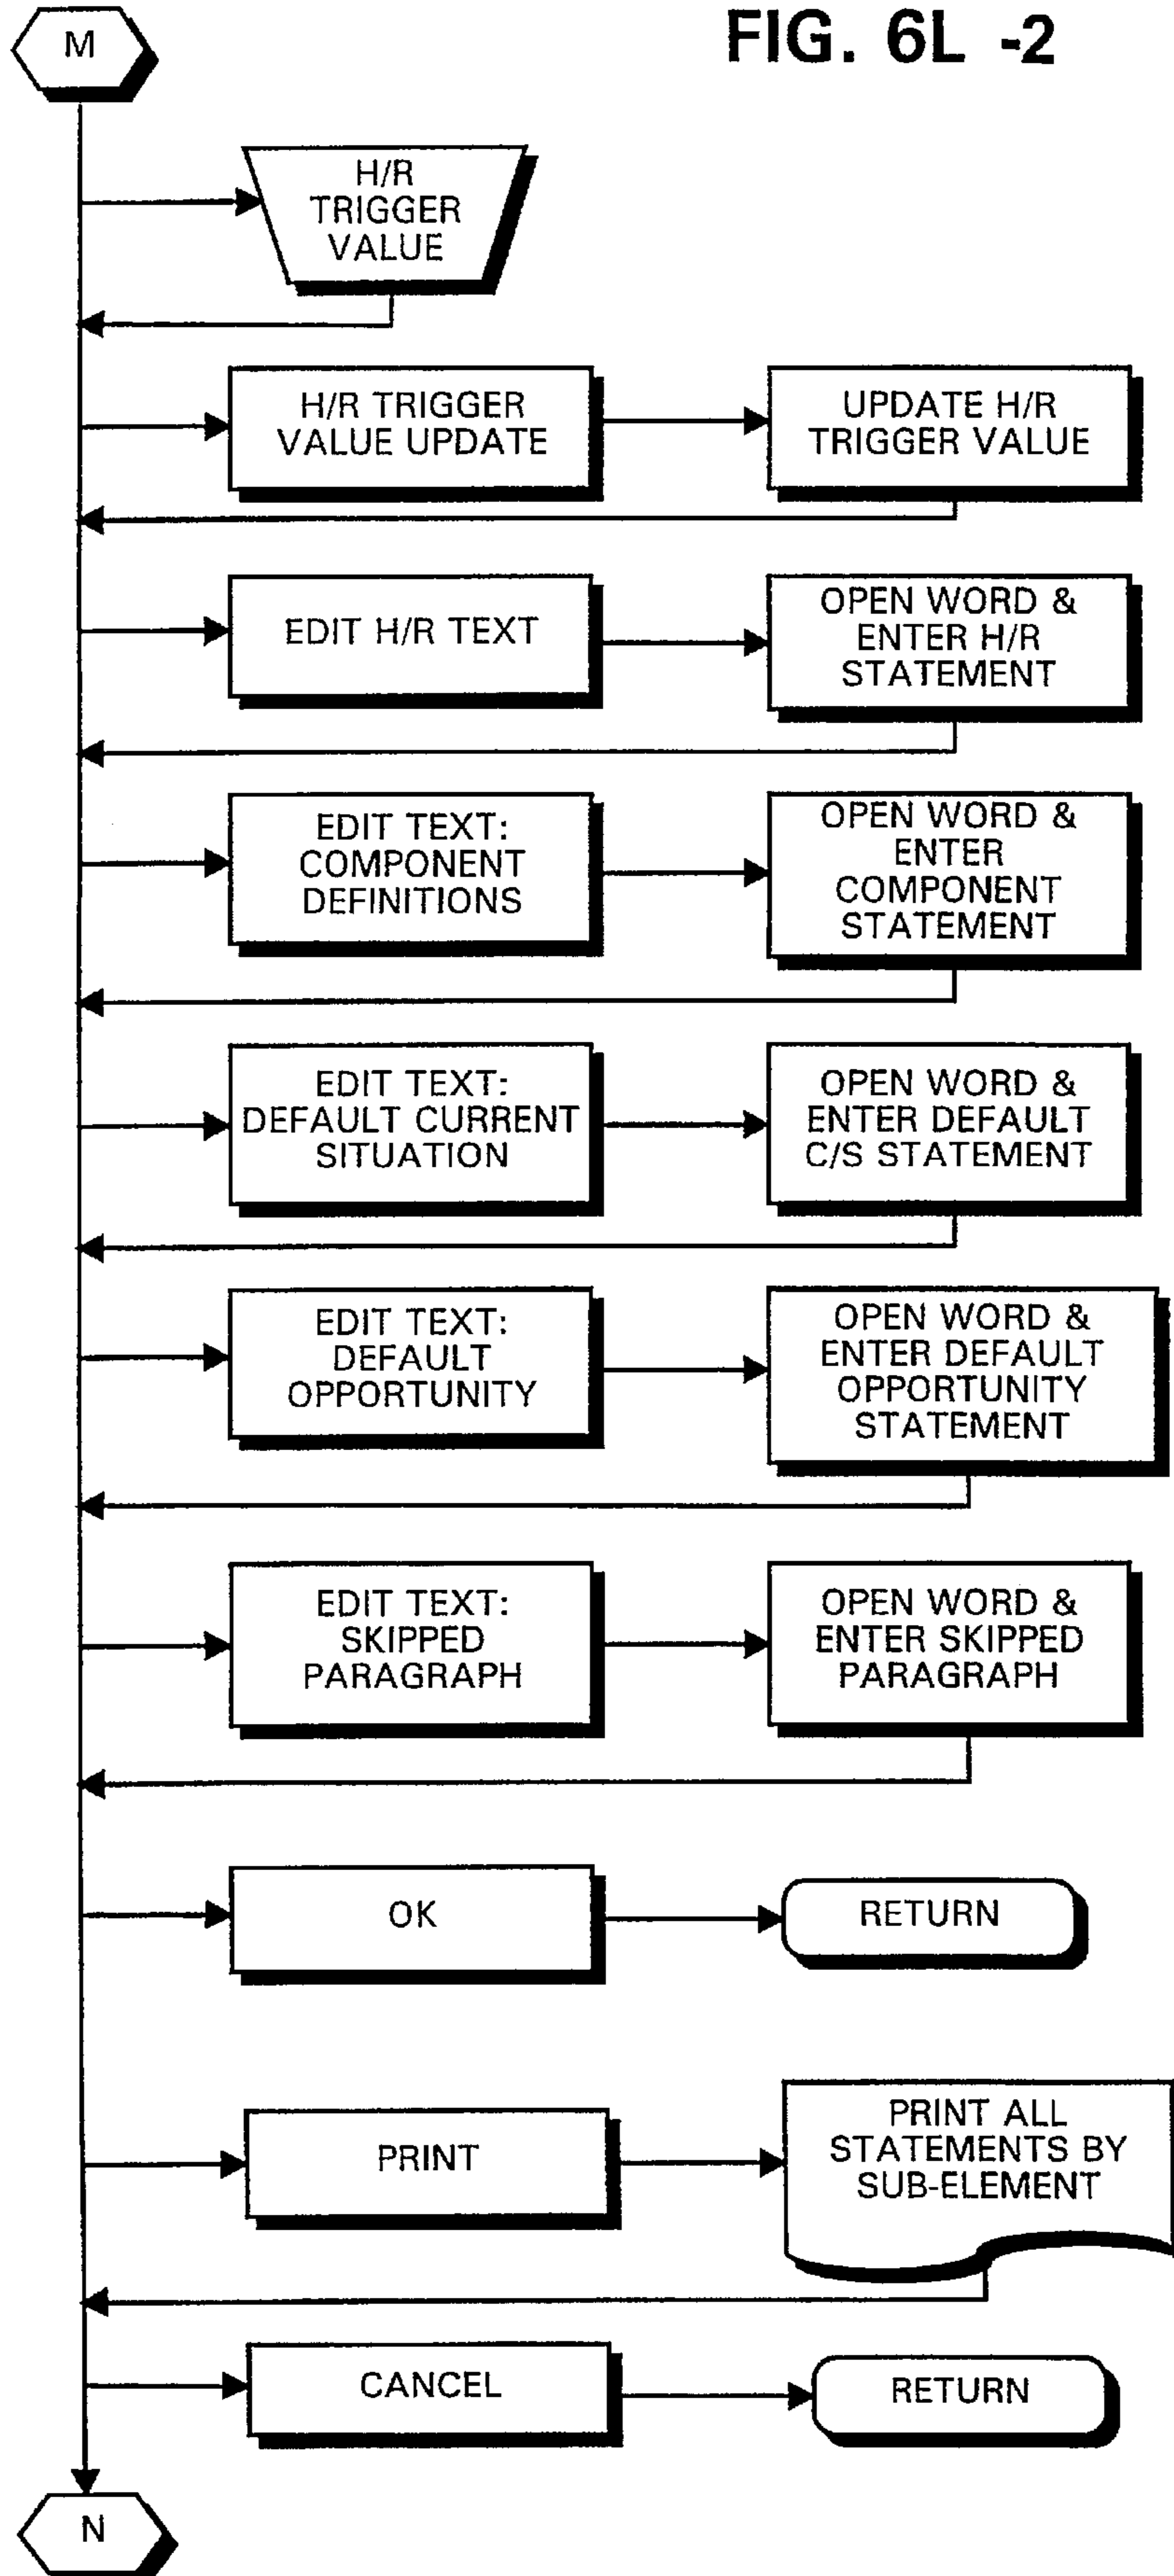 FIG. 6L -2
M
H/R
TRIGGER
VALUE
H/R TRIGGER
VALUE UPDATE
UPDATE H/R
TRIGGER VALUE
EDIT H/R TEXT
OPEN WORD &
ENTER H/R
STATEMENT
EDIT TEXT:
COMPONENT
DEFINITIONS
OPEN WORD &
ENTER
COMPONENT
STATEMENT
EDIT TEXT:
DEFAULT CURRENT
SITUATION
OPEN WORD &
ENTER DEFAULT
C/S STATEMENT
EDIT TEXT:
DEFAULT
OPPORTUNITY
OPEN WORD &
ENTER DEFAULT
OPPORTUNITY
STATEMENT
EDIT TEXT:
SKIPPED
PARAGRAPH
OPEN WORD &
ENTER SKIPPED
PARAGRAPH
OK
RETURN
PRINT
PRINT ALL
STATEMENTS BY
SUB-ELEMENT
CANCEL
RETURN
N